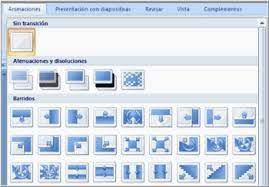 Animaciones Presentación con diapositivas Revisar Vista Complementos
Sin transición
Atenuaciones y disoluciones
Barridos